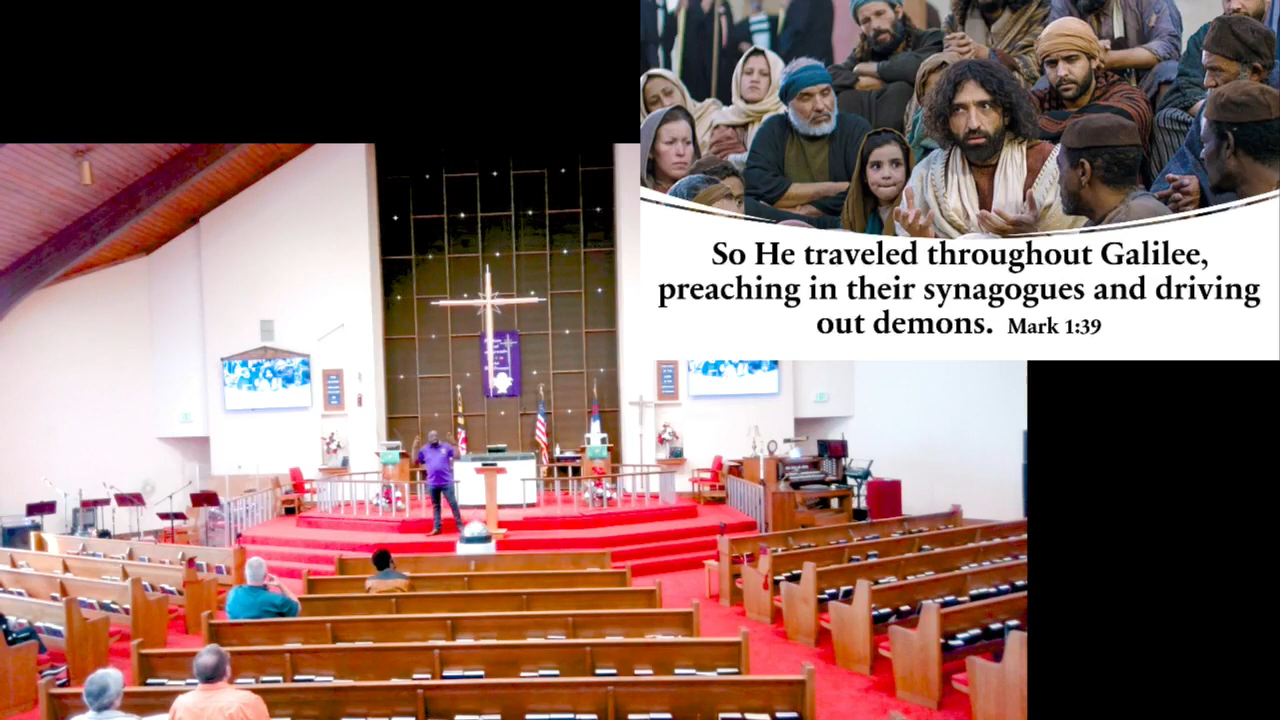 So He traveled throughout Galilee,
preaching in their synagogues and driving
out demons. Mark 1:39